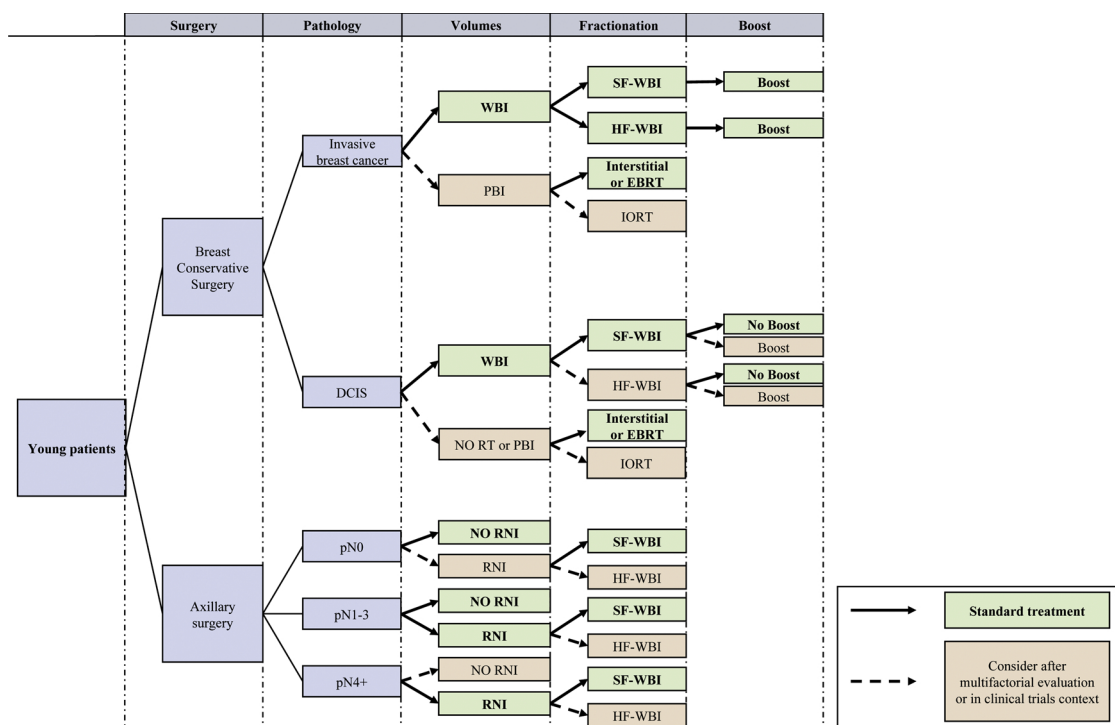 Surgery
Pathology
Volumes
Fractionation
Boost
Young patients
Breast
Conservative
Surgery
Invasive
breast cancer
WBI
SF-WBI
Boost
HF-WBI
Boost
PBI
Interstitial
or EBRT
IORT
DCIS
WBI
SF-WBI
No Boost
Boost
HF-WBI
No Boost
Boost
NO RT or PBI
Interstitial
or EBRT
IORT
Axillary
surgery
pN0
NO RNI
RNI
SF-WBI
HF-WBI
pN1-3
NO RNI
RNI
SF-WBI
HF-WBI
pN4+
NO RNI
RNI
SF-WBI
HF-WBI
Standard treatment
Consider after
multifactorial evaluation
or in clinical trials context